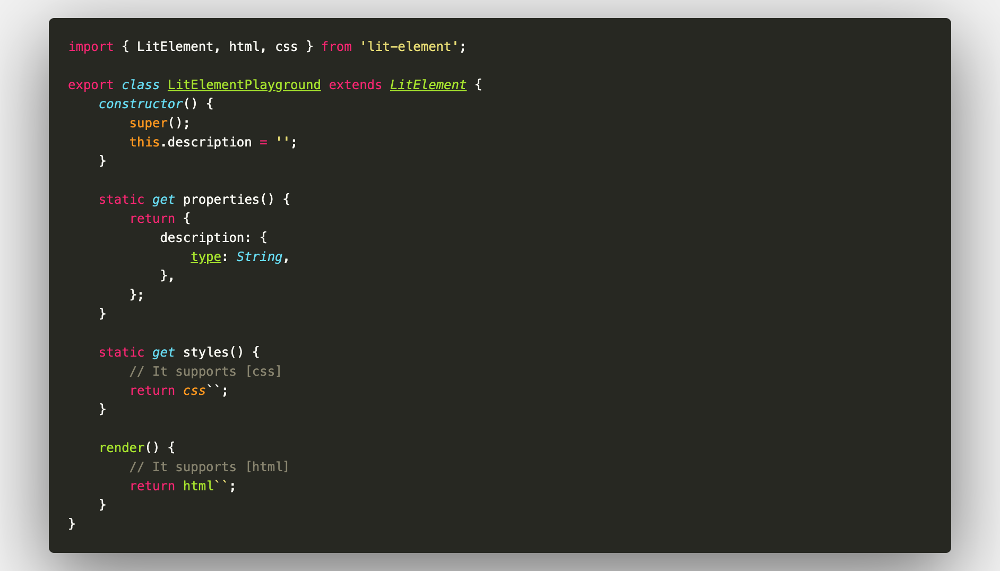 import { LitElement, html, css } from 'lit-element';

export class LitElementPlayground extends LitElement {
    constructor() {
        super();
        this.description = '';
    }

    static get properties() {
        return {
            description: {
                type: String,
            },
        };
    }

    static get styles() {
        // It supports [css]
        return css``;
    }

    render() {
        // It supports [html]
        return html``;
    }
}